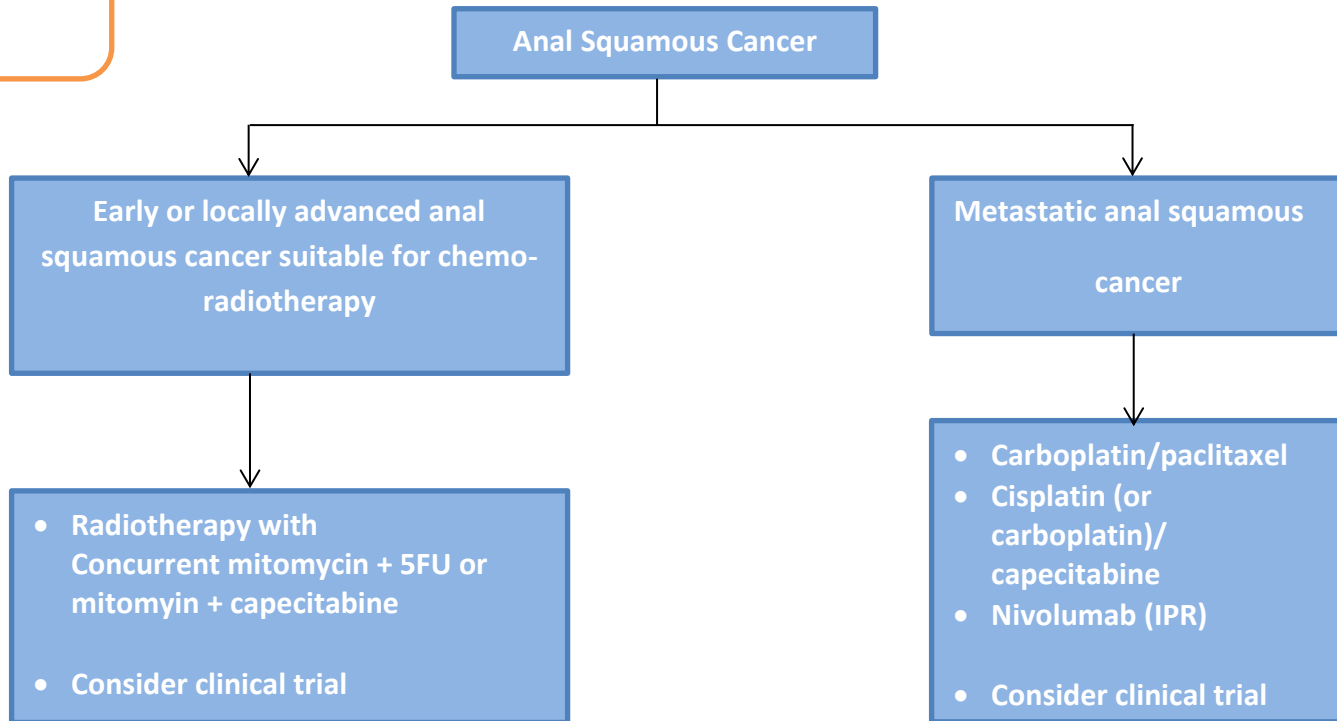 Anal Squamous Cancer
Early or locally advanced anal
squamous cancer suitable for chemo-
radiotherapy
Metastatic anal squamous
cancer
• Radiotherapy with
Concurrent mitomycin + 5FU or
mitomyin + capecitabine
• Consider clinical trial
• Carboplatin/paclitaxel
• Cisplatin (or
carboplatin)/
capecitabine
• Nivolumab (IPR)
• Consider clinical trial